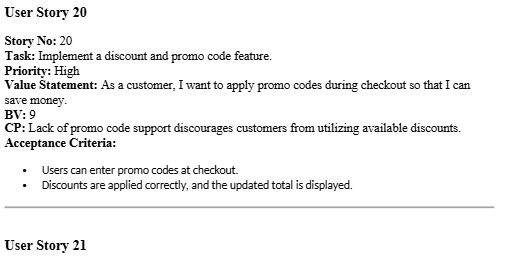 User Story 20
Story No: 20
Task: Implement a discount and promo code feature.
Priority: High
Value Statement: As a customer, I want to apply promo codes during checkout so that I can
save money.
BV: 9
CP: Lack of promo code support discourages customers from utilizing available discounts.
Acceptance Criteria:
• Users can enter promo codes at checkout.
• Discounts are applied correctly, and the updated total is displayed.
User Story 21